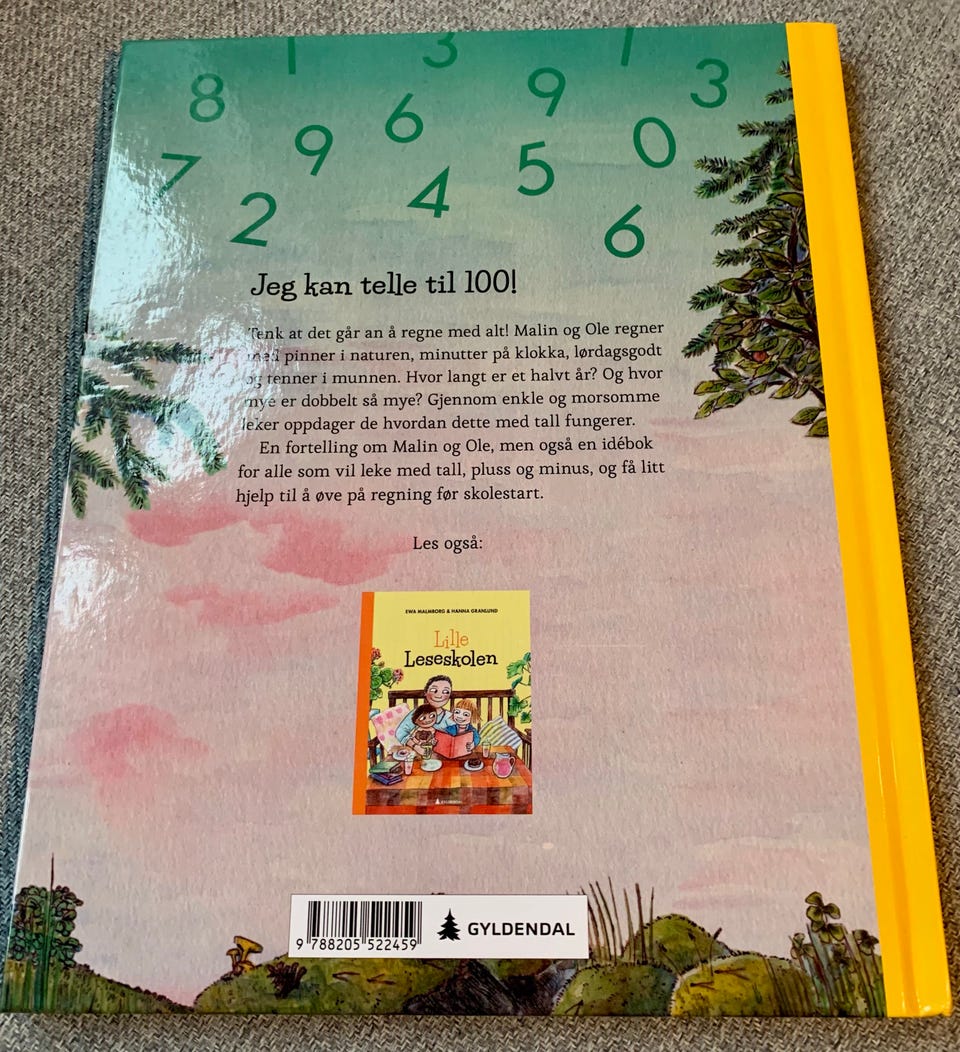 1 3 1
8 9 3
9 6 0
7 4 5
2 6
Jeg kan telle til 100!
Tenk at det går an å regne med alt! Malin og Ole regner
med pinner i naturen, minutter på klokka, lørdagsgodt
og tenner i munnen. Hvor langt er et halvt år? Og hvor
mye er dobbelt så mye? Gjennom enkle og morsomme
leker oppdager de hvordan dette med tall fungerer.
En fortelling om Malin og Ole, men også en idébok
for alle som vil leke med tall, pluss og minus, og få litt
hjelp til å øve på regning før skolestart.
Les også:
EWA MALMBORG & HANNA GRANLUND
Lille
Leseskolen
GYLDENDAL
9 788205 522459
GYLDENDAL